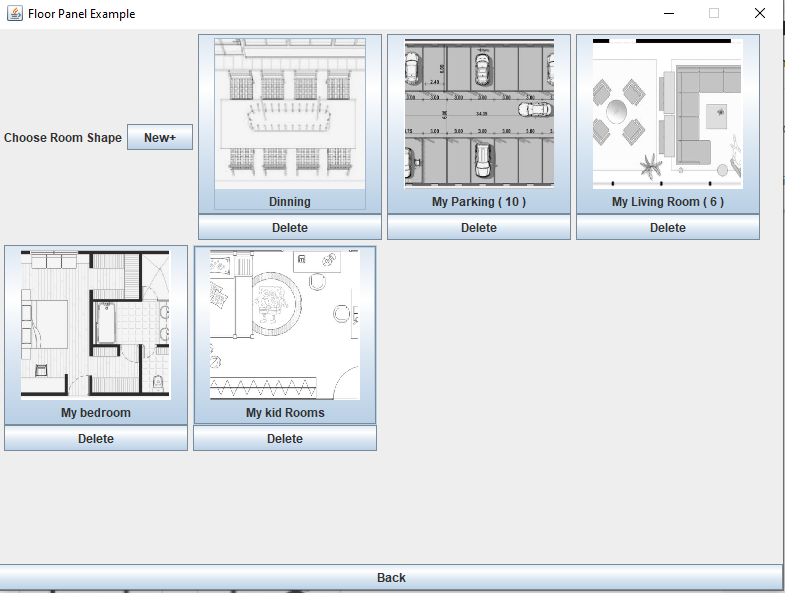 Floor Panel Example
Choose Room Shape
New+
Dinning
Delete
My Parking ( 10 )
Delete
My Living Room ( 6 )
Delete
My bedroom
Delete
My kid Rooms
Delete
Back